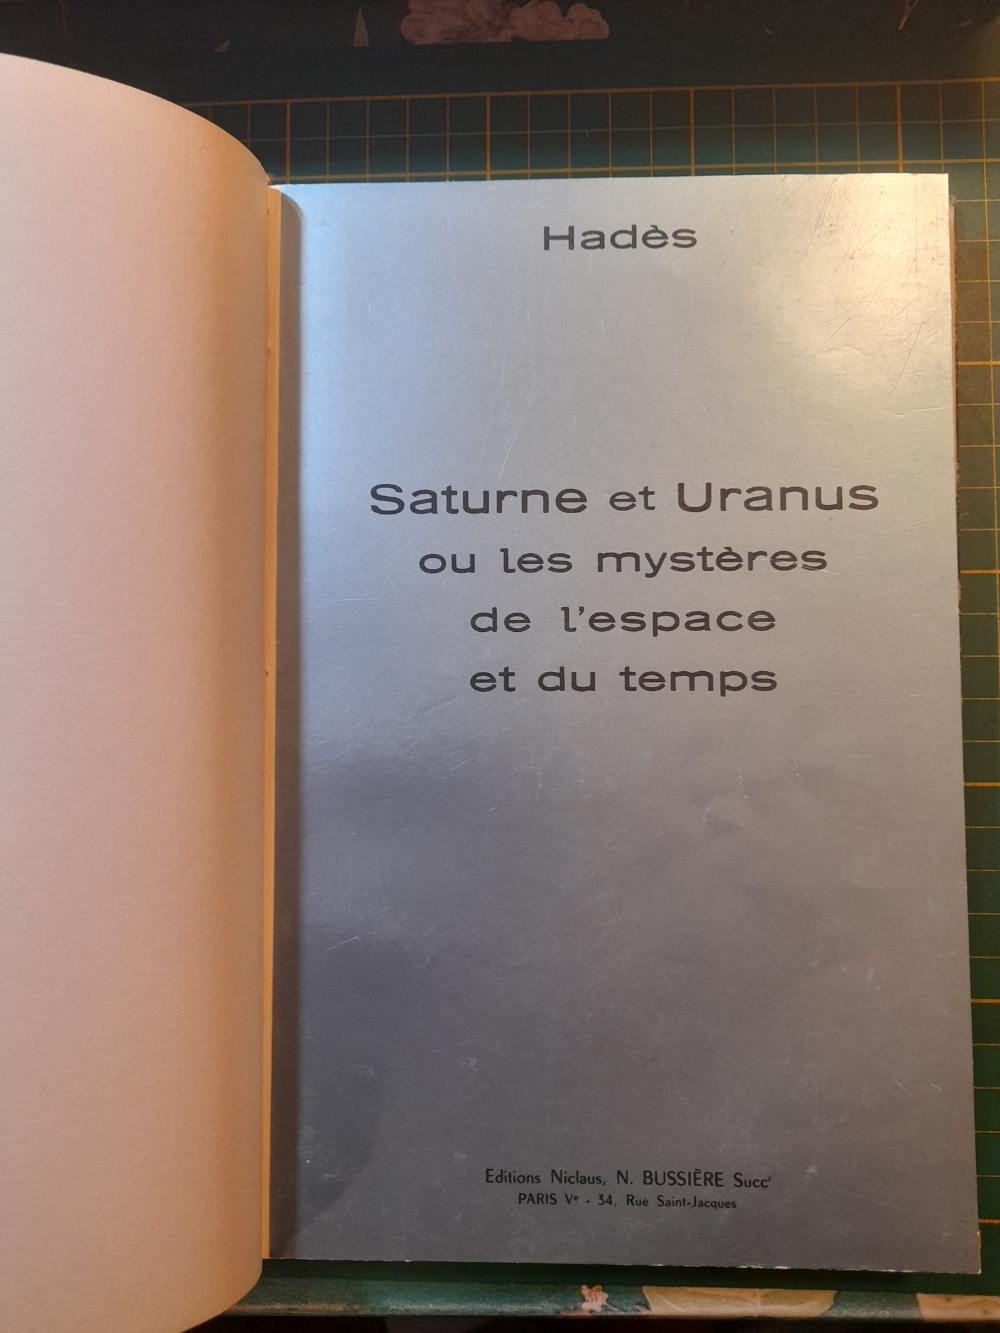 Hadès
Saturne et Uranus
ou les mystères
de l'espace
et du temps
Editions Niclaus, N. BUSSIÈRE Succʳ
PARIS Vᵉ - 34, Rue Saint-Jacques